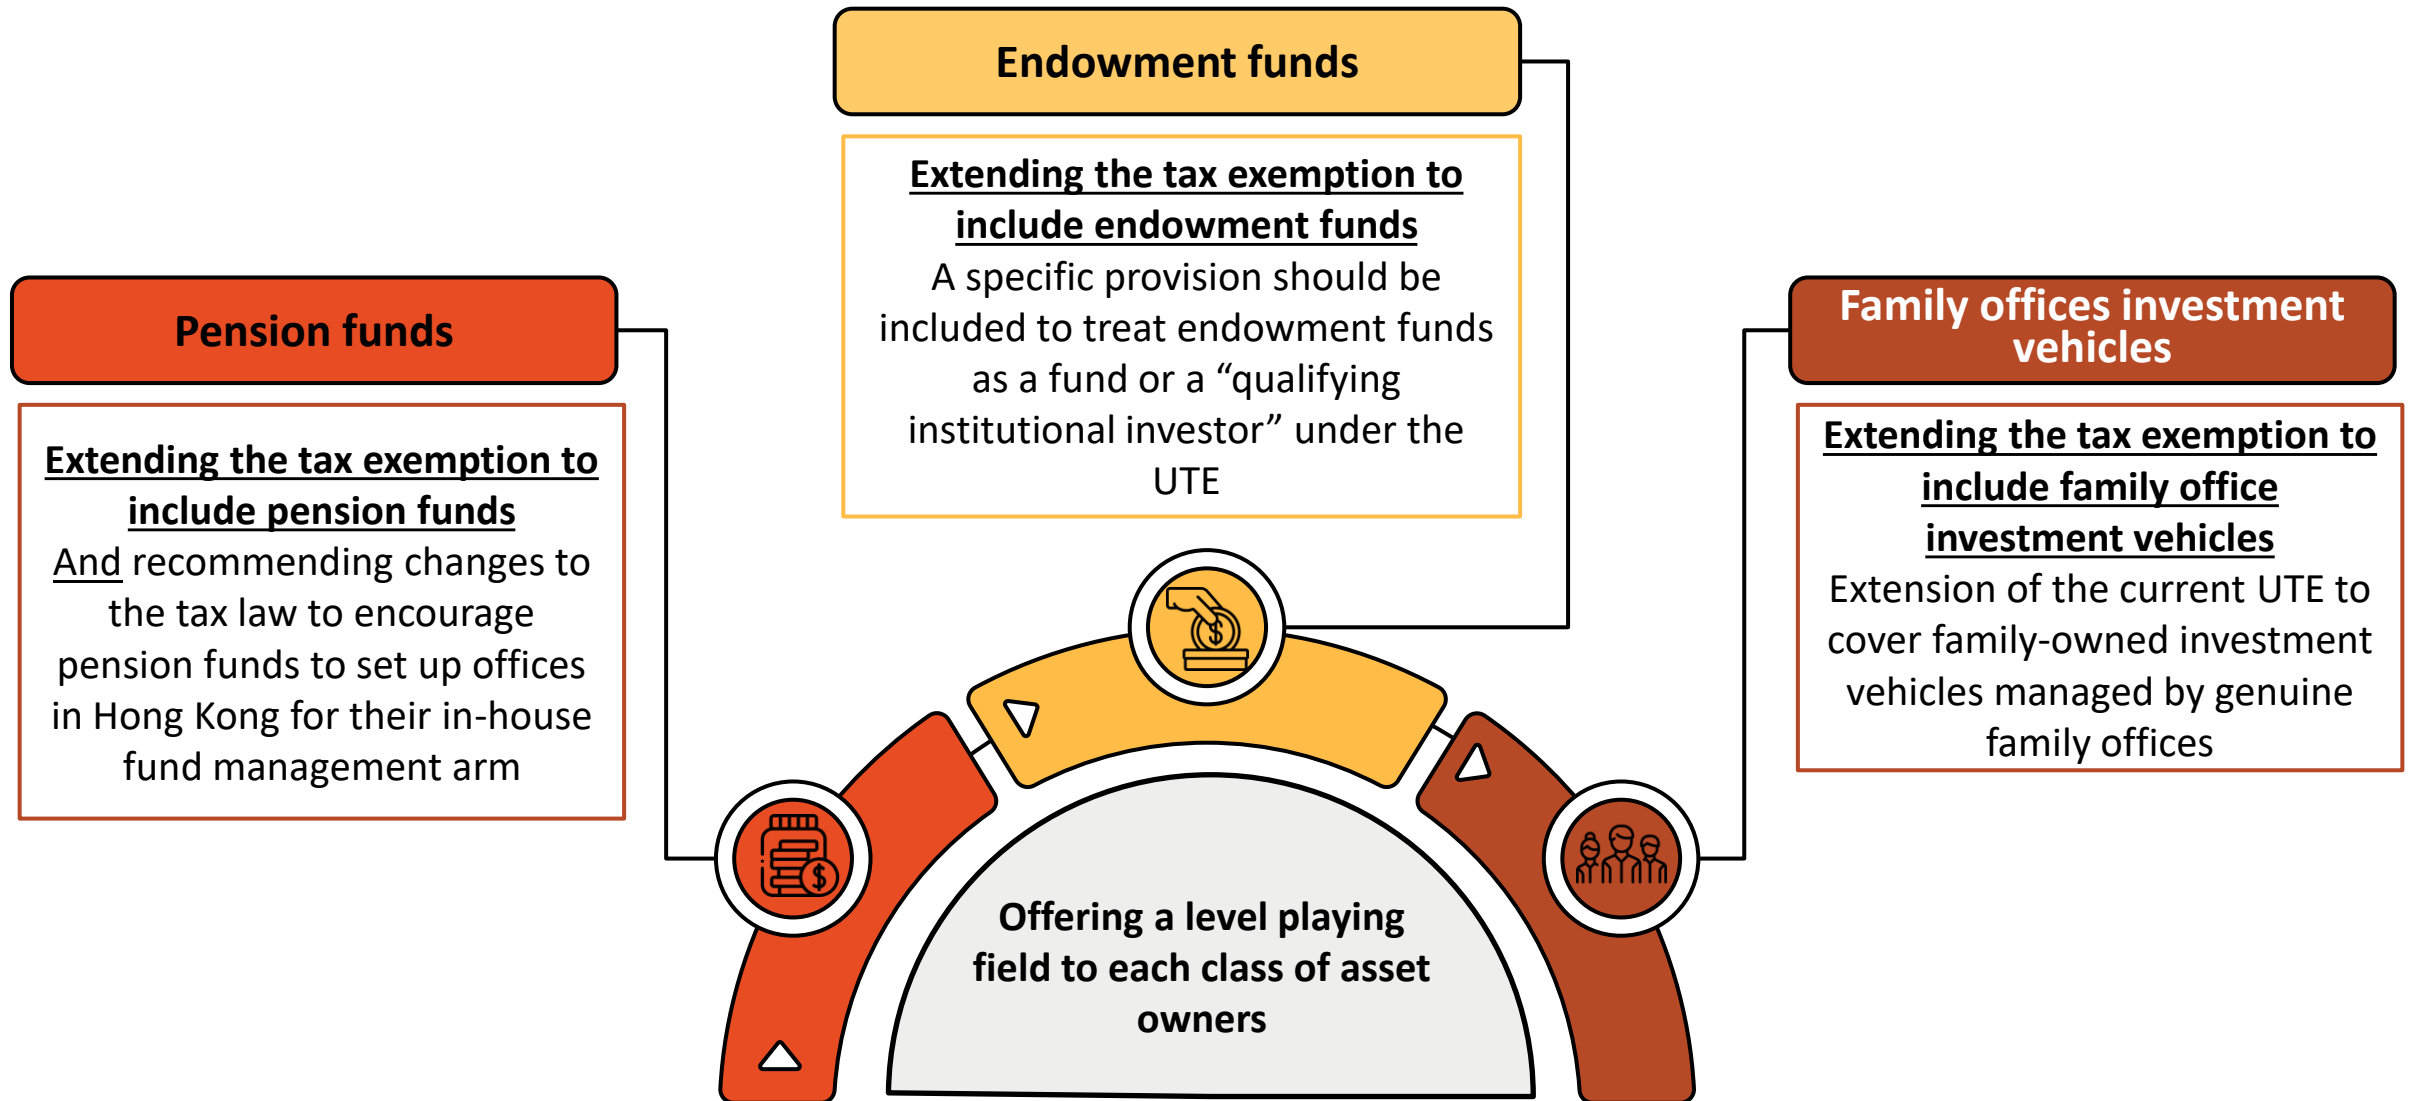 Endowment funds
Extending the tax exemption to
include endowment funds
A specific provision should be
included to treat endowment funds
as a fund or a “qualifying
institutional investor” under the
UTE
Pension funds
Extending the tax exemption to
include pension funds
And recommending changes to
the tax law to encourage
pension funds to set up offices
in Hong Kong for their in-house
fund management arm
Family offices investment
vehicles
Extending the tax exemption to
include family office
investment vehicles
Extension of the current UTE to
cover family-owned investment
vehicles managed by genuine
family offices
$
$
Offering a level playing
field to each class of asset
owners